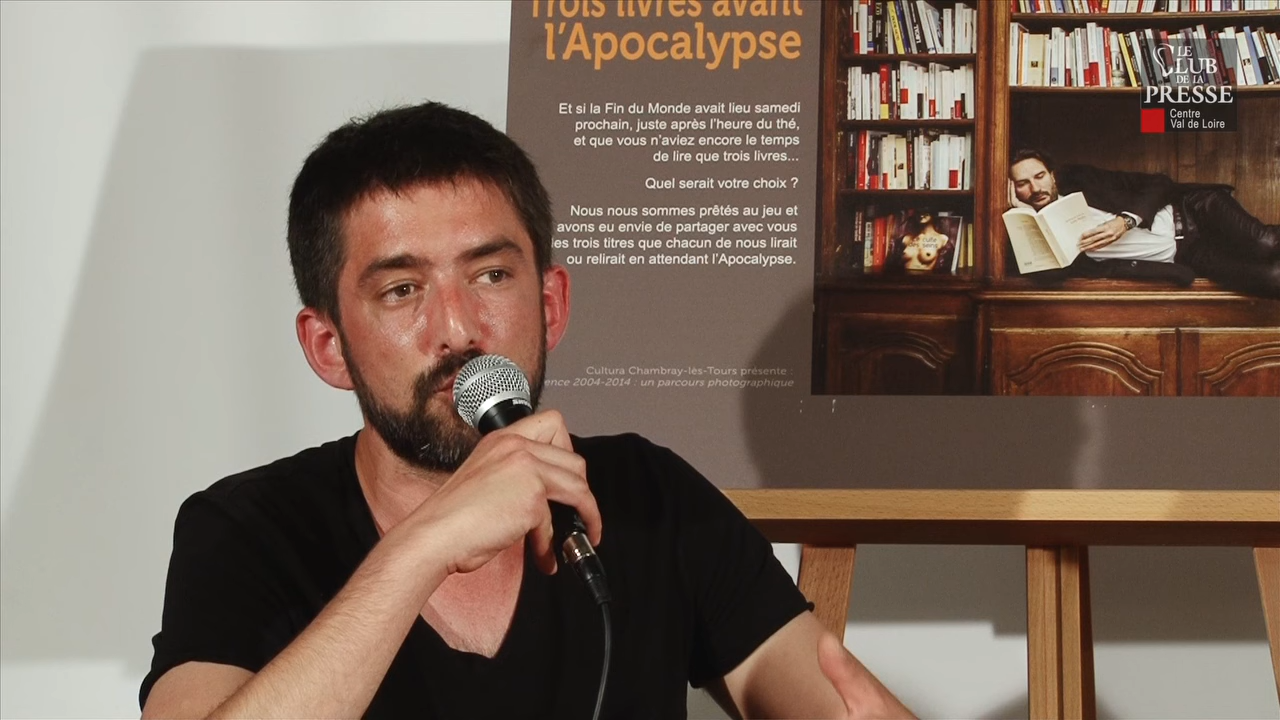 Trois livres avant
l'Apocalypse
Et si la Fin du Monde avait lieu samedi
prochain, juste après l'heure du thé,
et que vous n'aviez encore le temps
de lire que trois livres...
Quel serait votre choix ?
Nous nous sommes prêtés au jeu et
avons eu envie de partager avec vous
les trois titres que chacun de nous lirait
ou relirait en attendant l'Apocalypse.
Cultura Chambray-lès-Tours présente :
2004-2014 : un parcours photographique
LE
CLUB
DE LA
PRESSE
Centre
Val de Loire